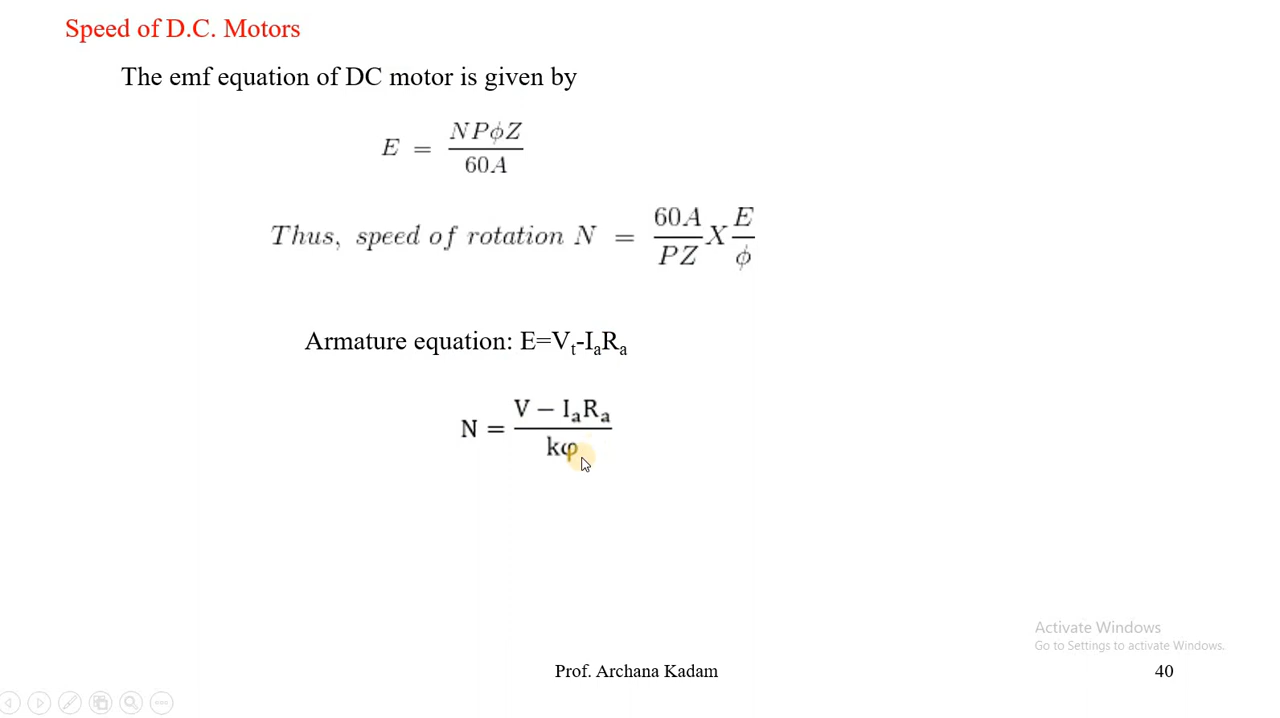 Speed of D.C. Motors
The emf equation of DC motor is given by
E = NPϕZ / 60A
Thus, speed of rotation N = 60A / PZ X E / ϕ
Armature equation: E=Vₜ-IₐRₐ
N = V − IₐRₐ / kφ
Activate Windows
Go to Settings to activate Windows.
Prof. Archana Kadam 40